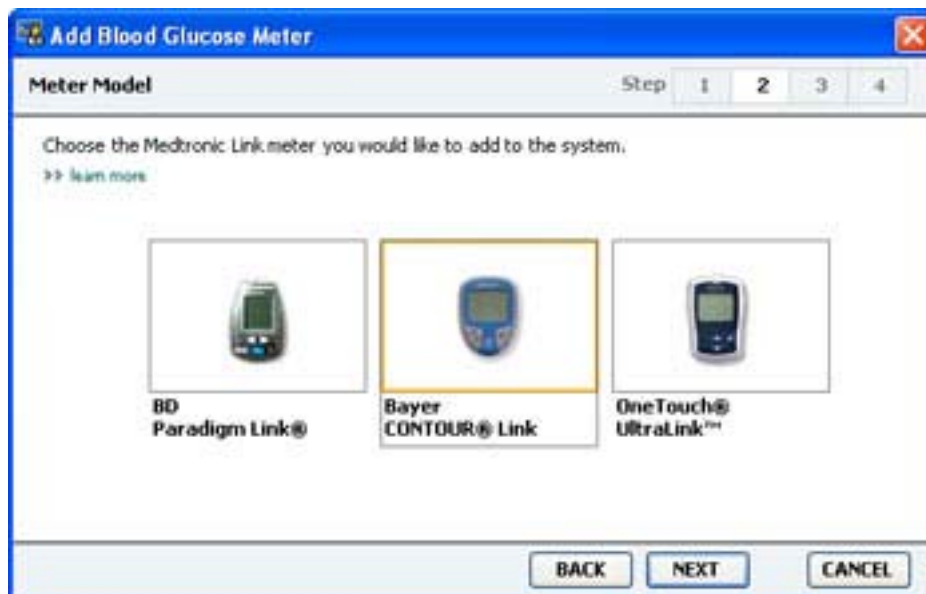 Add Blood Glucose Meter
Meter Model
Step 1 2 3 4
Choose the Medtronic Link meter you would like to add to the system.
>> learn more
BD
Paradigm Link®
Bayer
CONTOUR® Link
OneTouch®
UltraLink™
BACK NEXT CANCEL